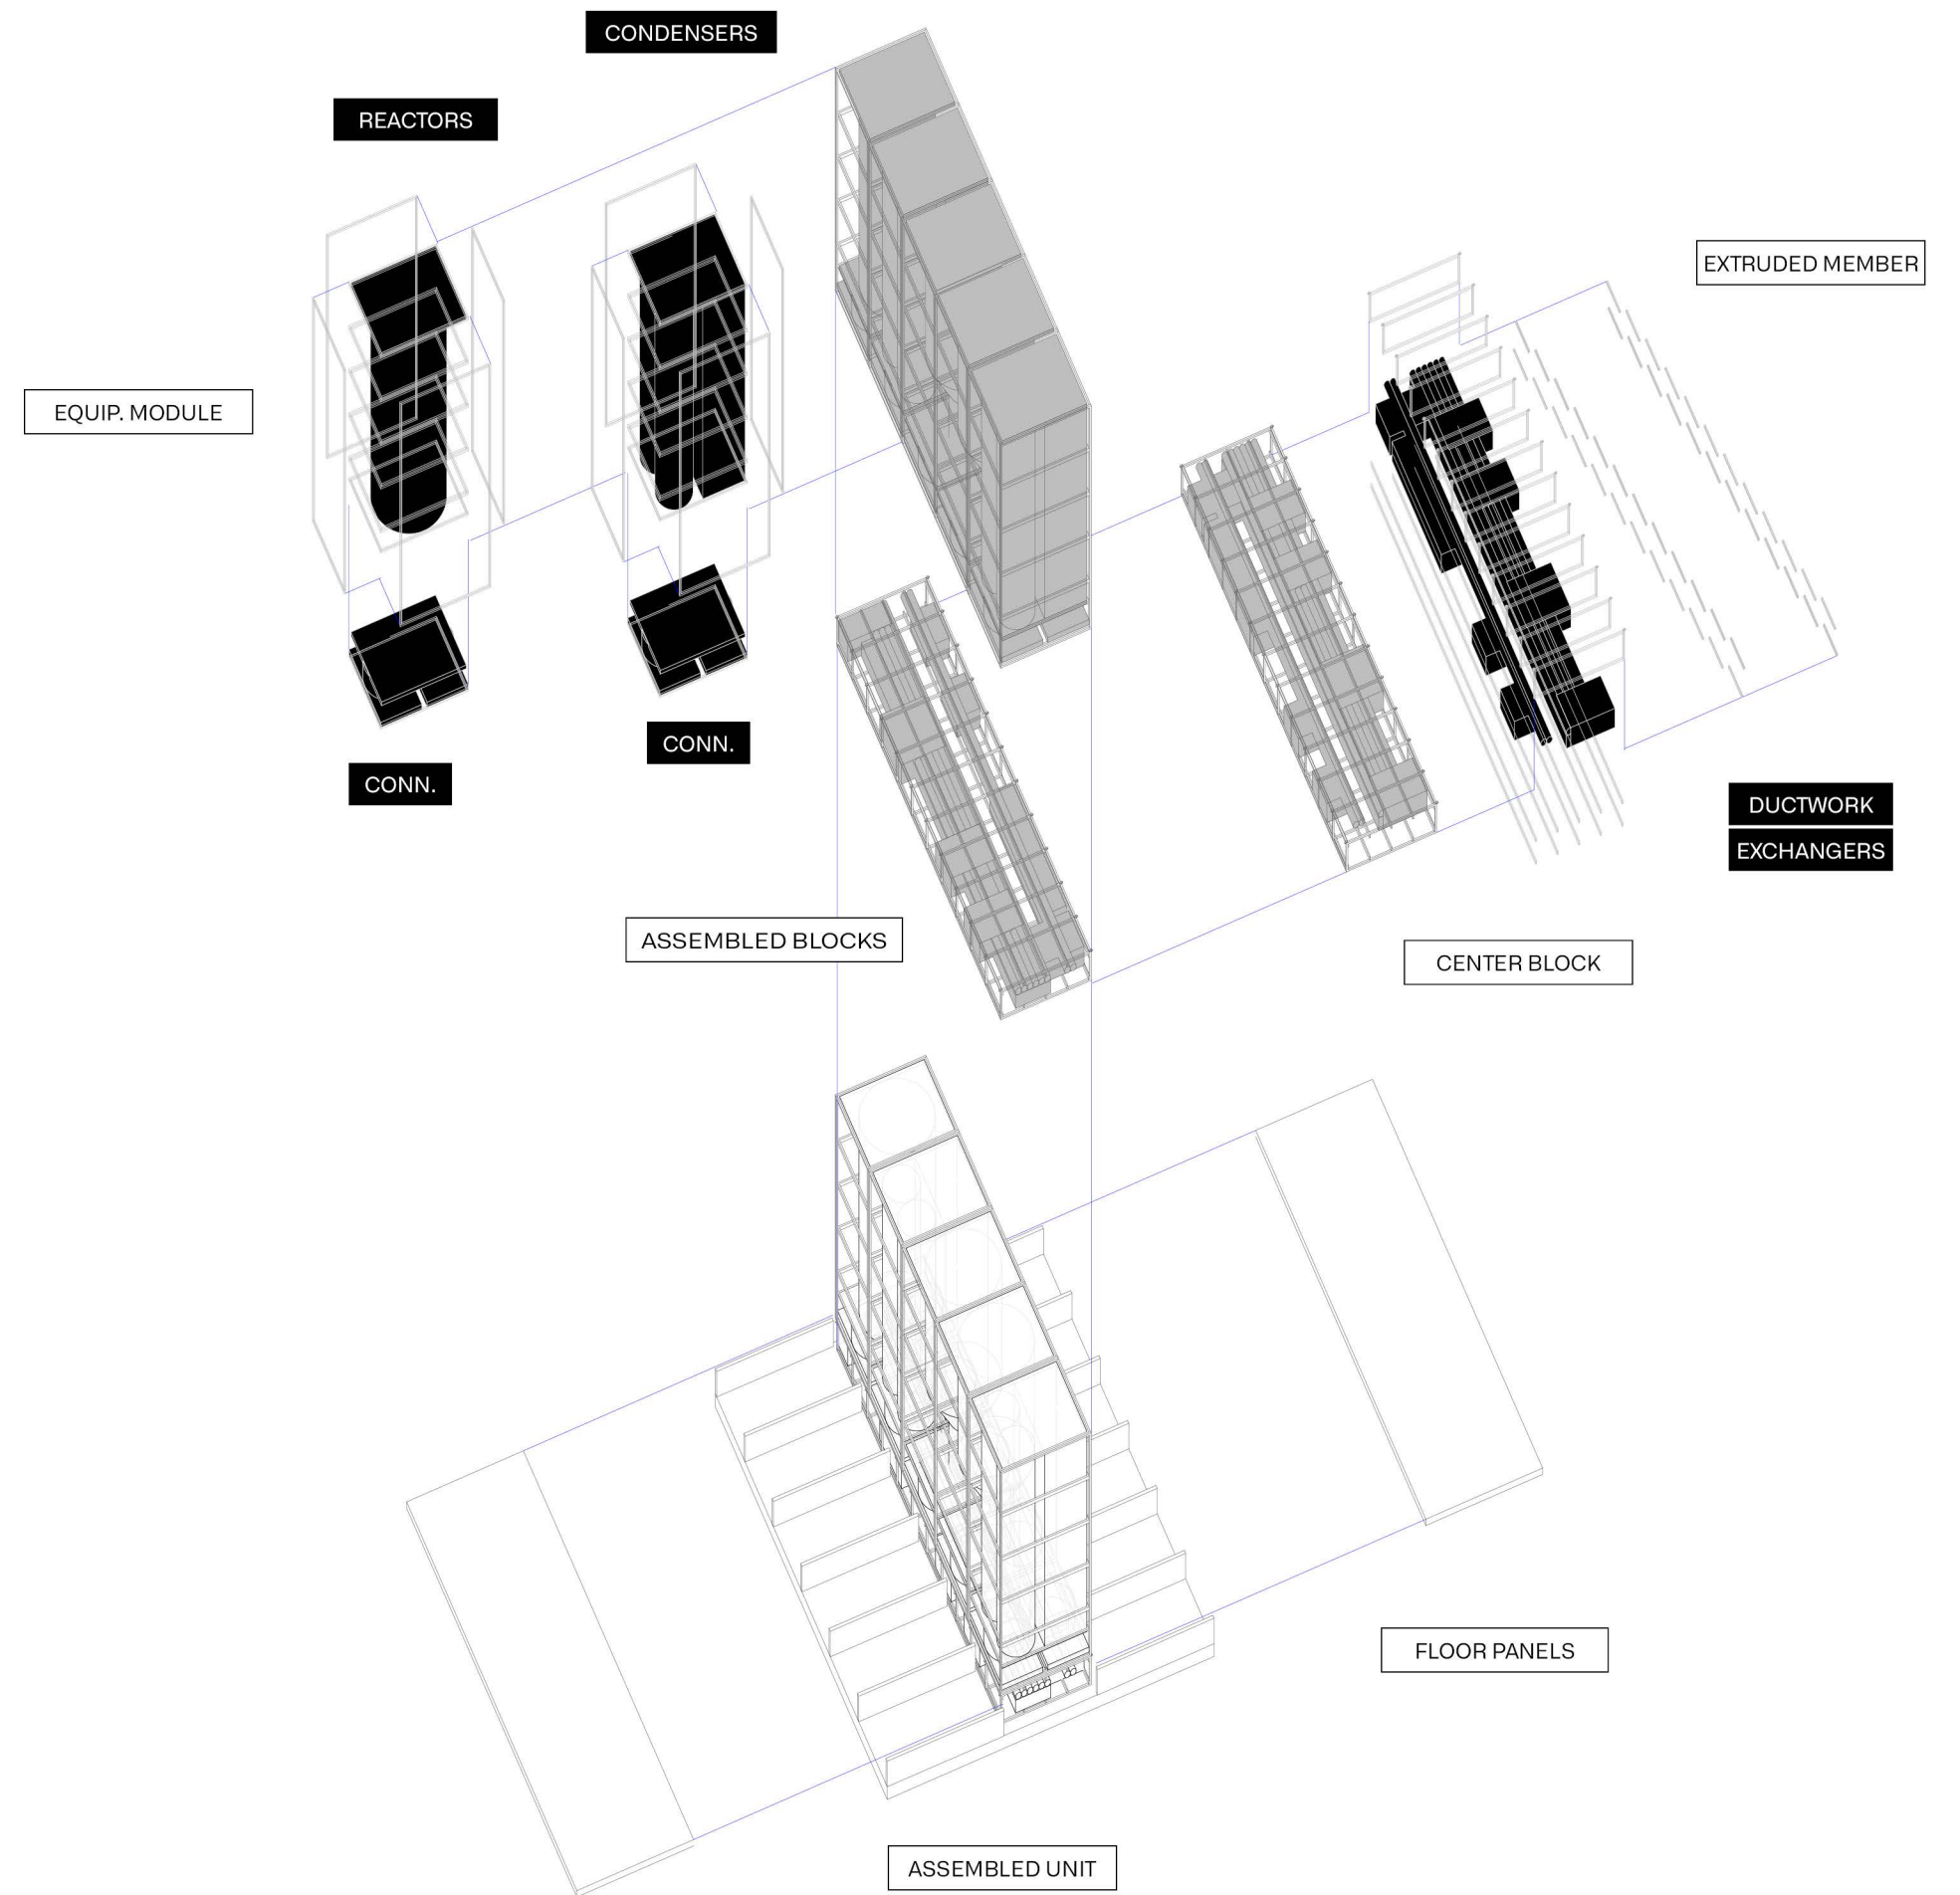 CONDENSERS
REACTORS
EXTRUDED MEMBER
EQUIP. MODULE
CONN.
CONN.
DUCTWORK
EXCHANGERS
ASSEMBLED BLOCKS
CENTER BLOCK
FLOOR PANELS
ASSEMBLED UNIT